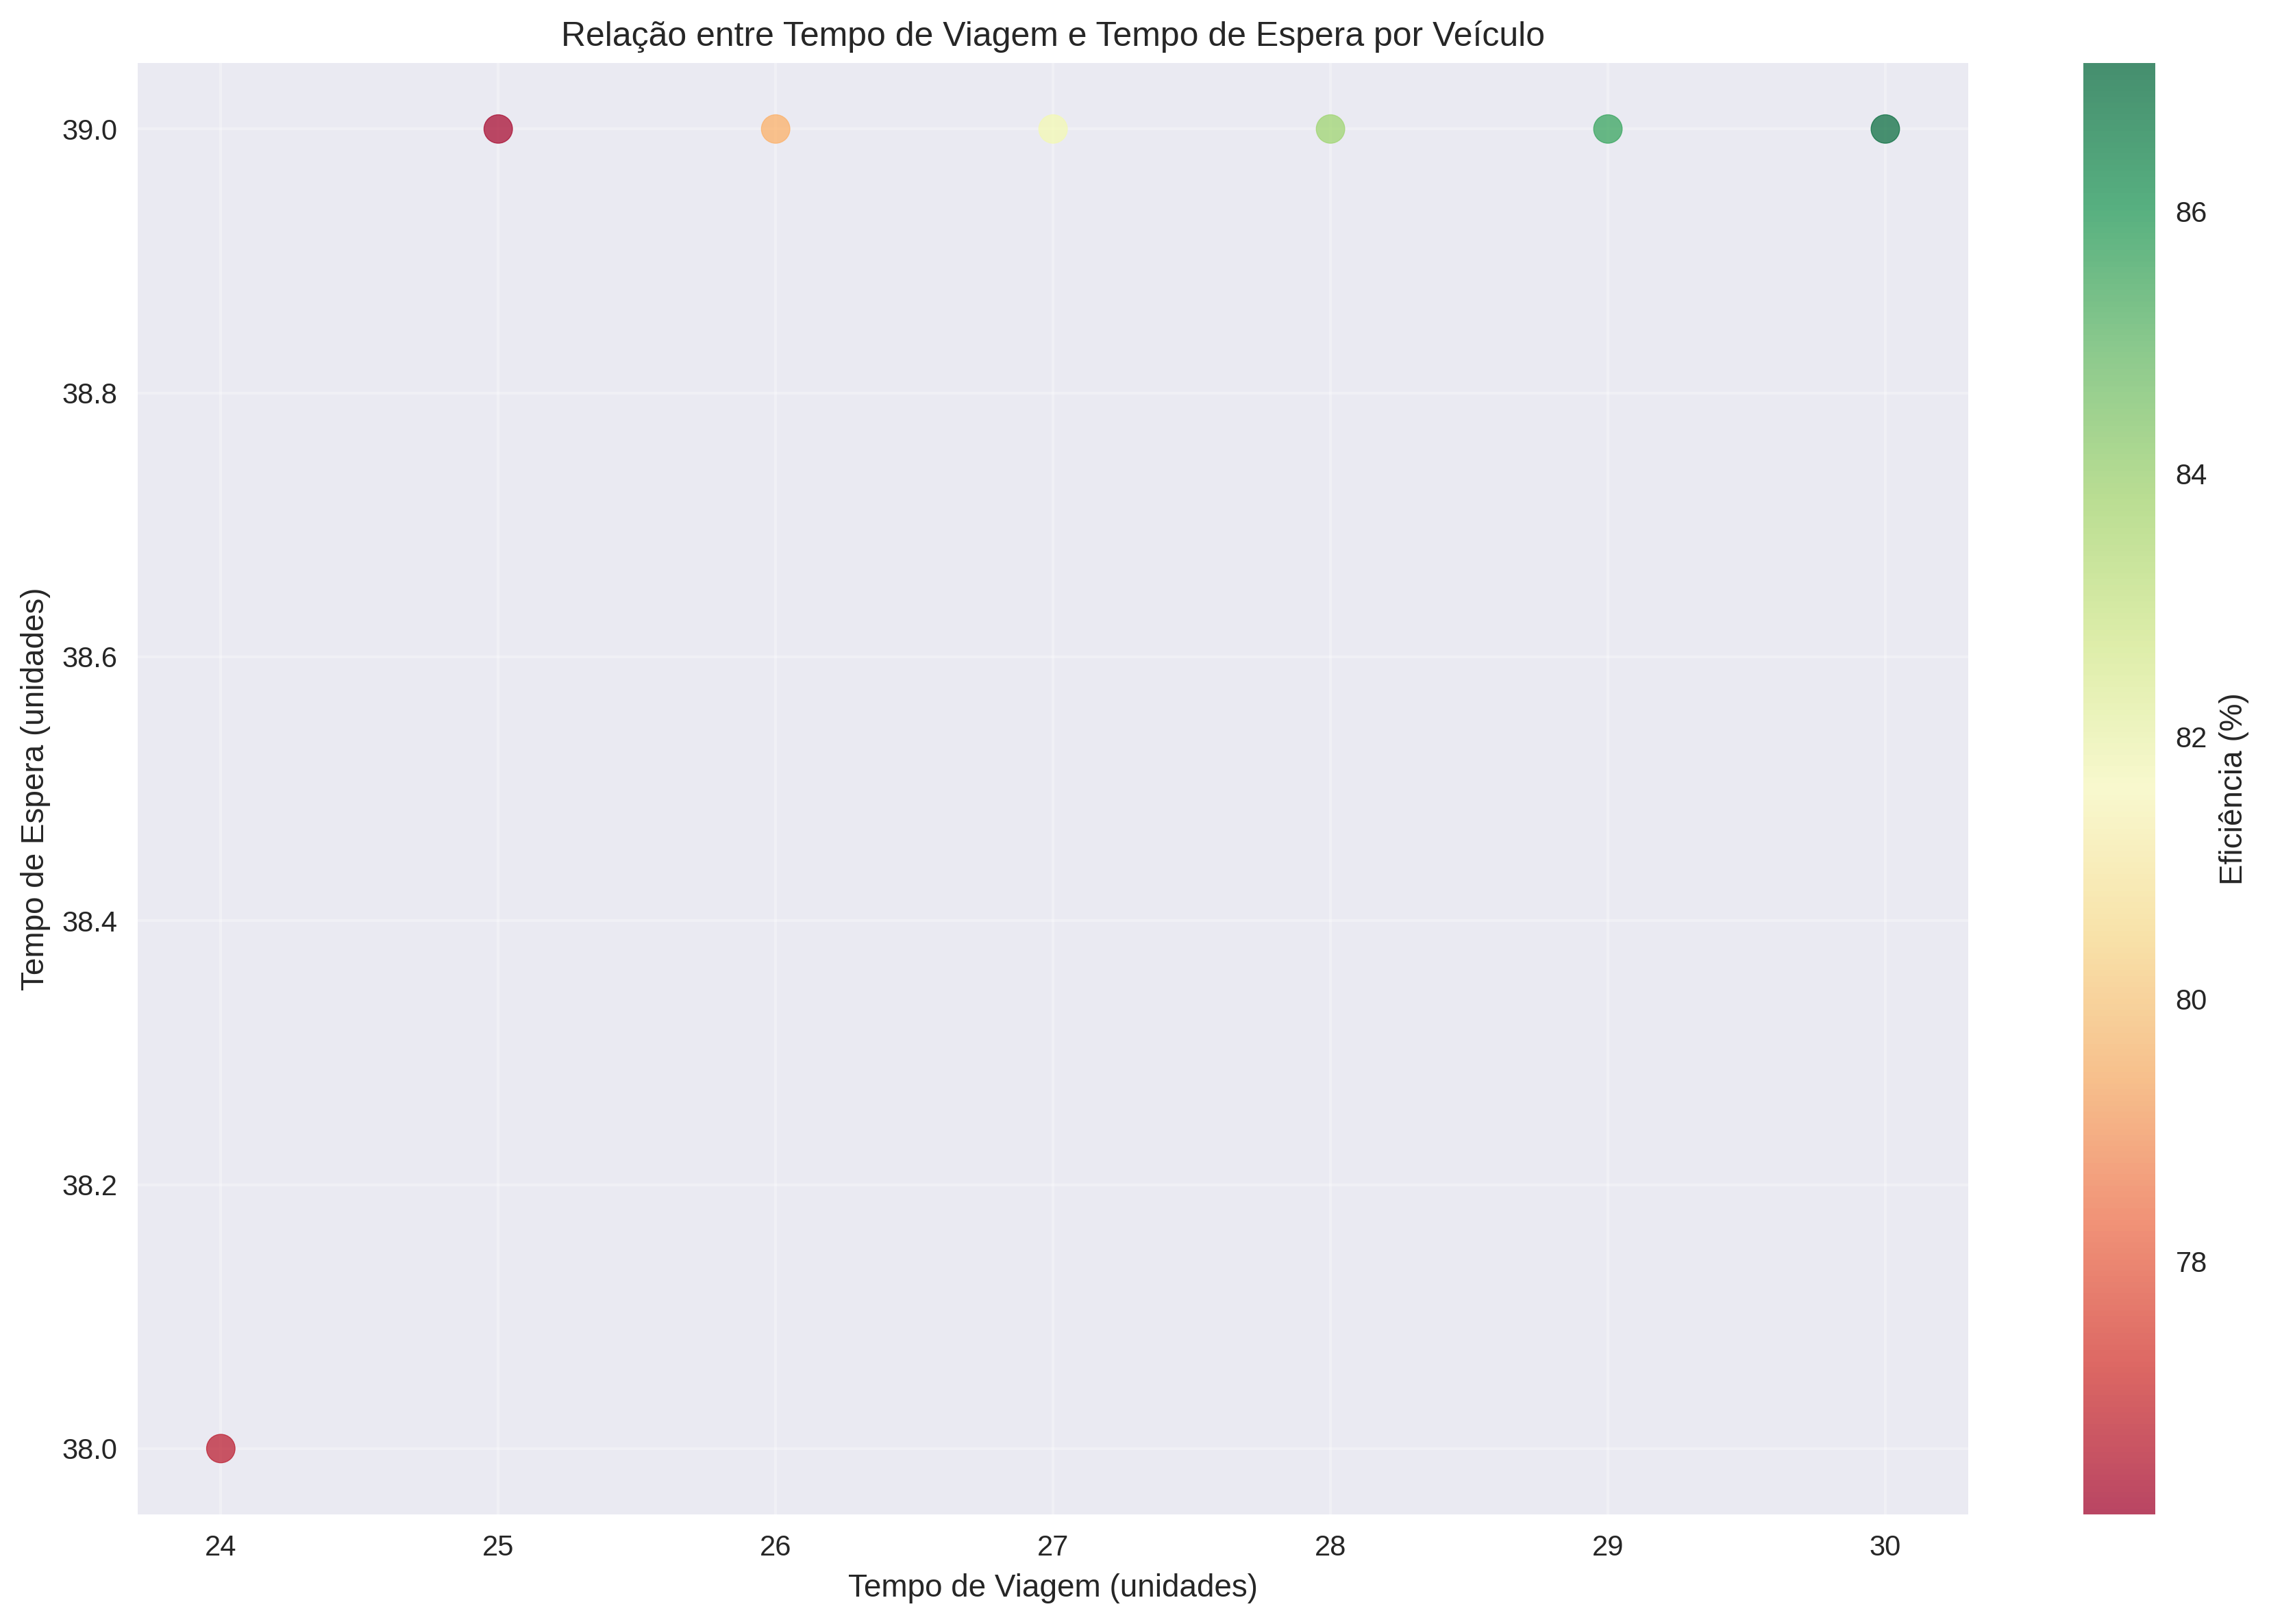 Relação entre Tempo de Viagem e Tempo de Espera por Veículo
39.0
38.8
38.6
38.4
38.2
38.0
Tempo de Espera (unidades)
24 25 26 27 28 29 30
Tempo de Viagem (unidades)
86
84
82
80
78
Eficiência (%)